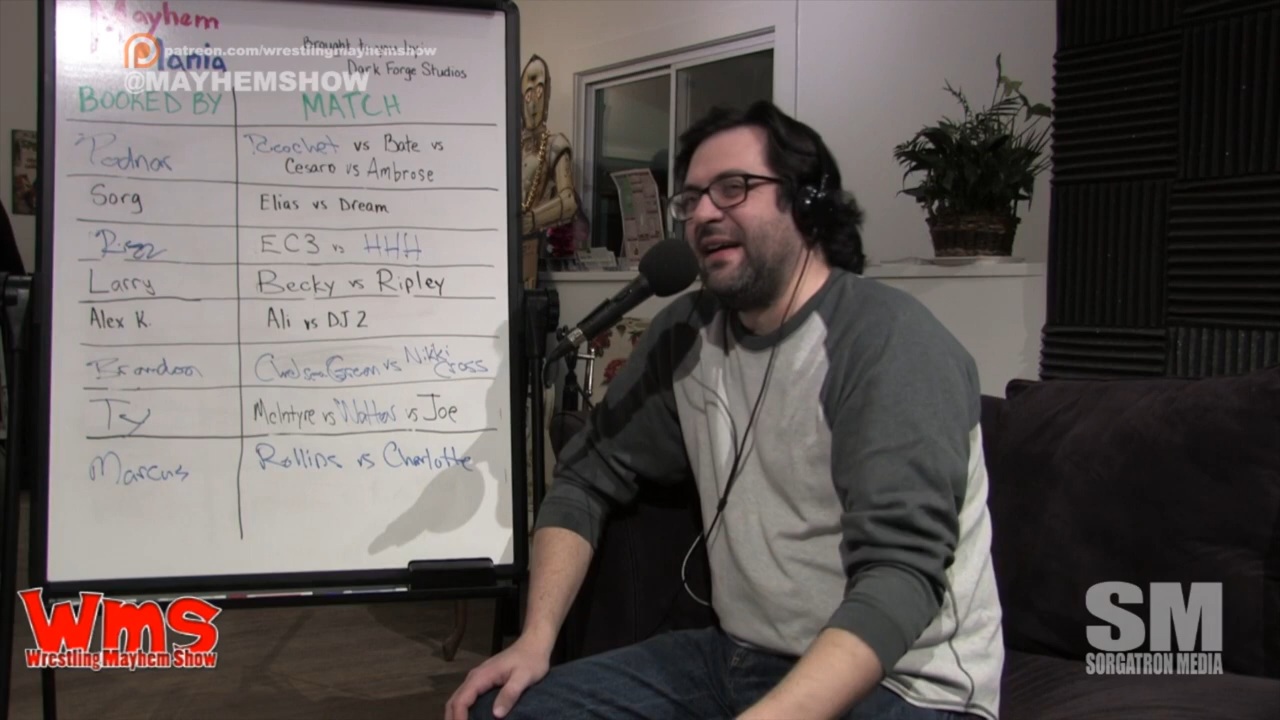 Mayhem
Mania
patreon.com/wrestlingmayhemshow
Dark Forge Studios
@MAYHEMSHOW
BOOKED BY MATCH
Podnar Ricochet vs Bate vs
Cesaro vs Ambrose
Sorg Elias vs Dream
Rizz EC3 vs HHH
Larry Becky vs Ripley
Alex K. Ali vs DJ Z
Brandon Chelsea Green vs Nikki
Cross
Ty McIntyre vs vs Joe
Marcus Rollins vs Charlotte
WmS
Wrestling Mayhem Show
SM
SORGATRON MEDIA